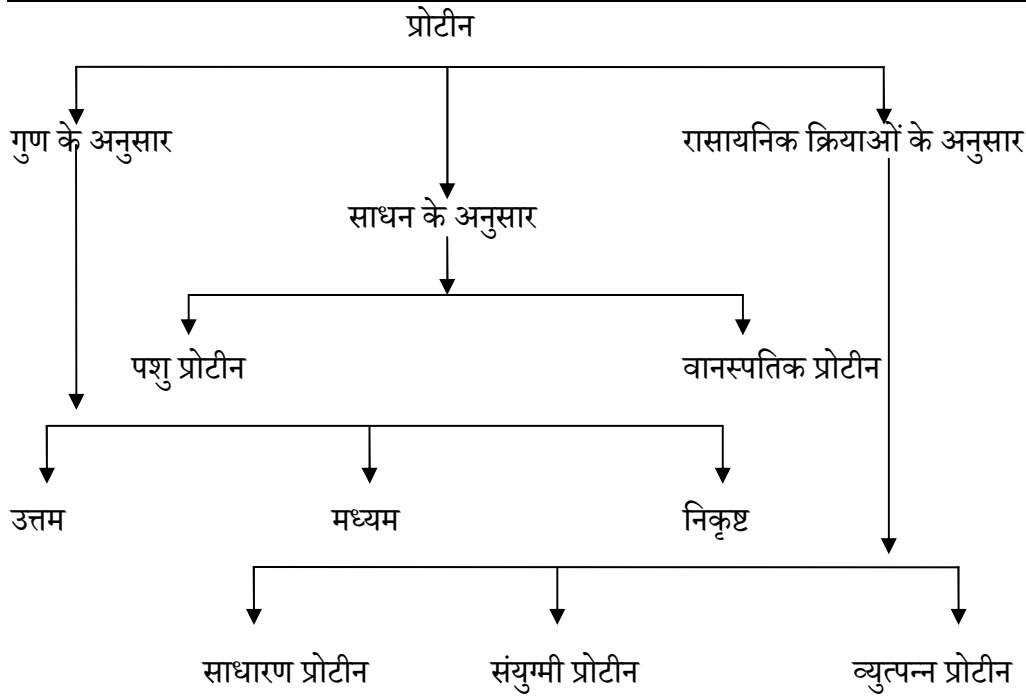 प्रोटीन
गुण के अनुसार
रासायनिक क्रियाओं के अनुसार
साधन के अनुसार
पशु प्रोटीन
वानस्पतिक प्रोटीन
उत्तम
मध्यम
निकृष्ट
साधारण प्रोटीन
संयुग्मी प्रोटीन
व्युत्पन्न प्रोटीन